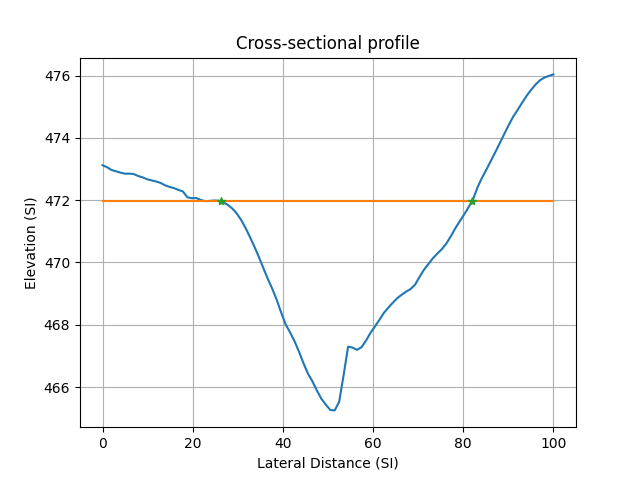 Cross-sectional profile
476
474
472
470
468
466
Elevation (SI)
0 20 40 60 80 100
Lateral Distance (SI)